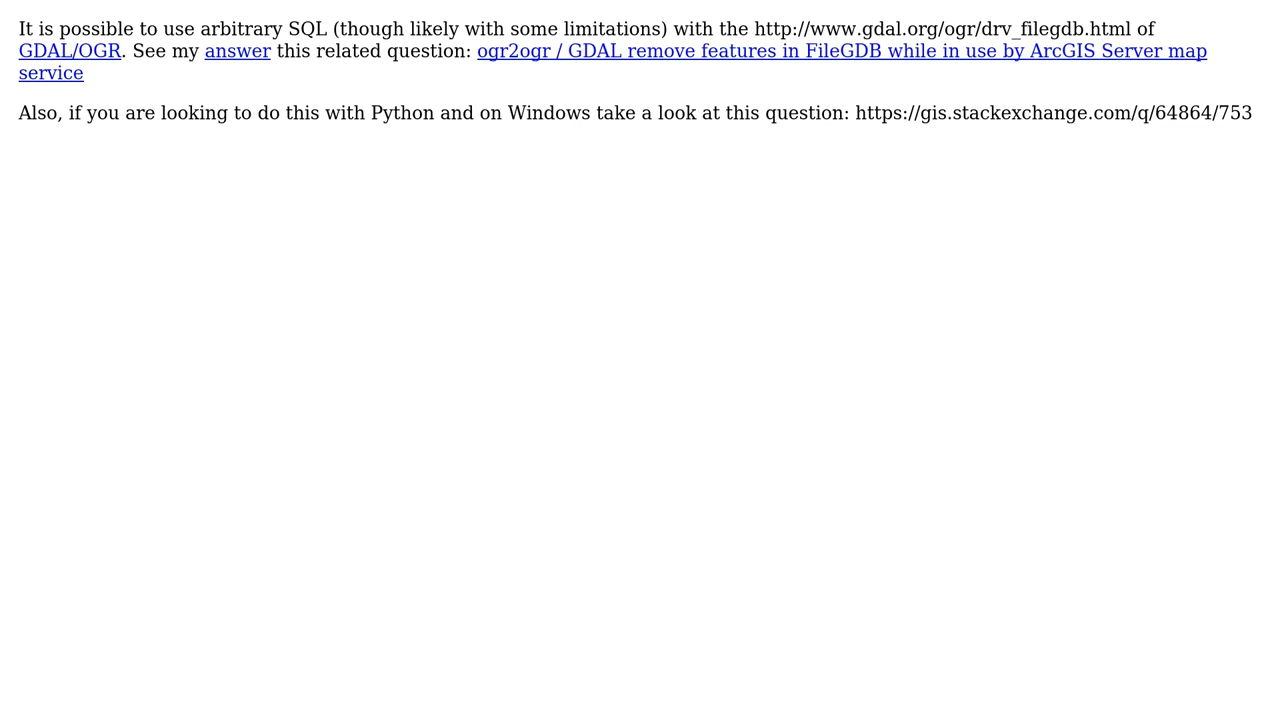 It is possible to use arbitrary SQL (though likely with some limitations) with the http://www.gdal.org/ogr/drv_filegdb.html of
GDAL/OGR. See my answer this related question: ogr2ogr / GDAL remove features in FileGDB while in use by ArcGIS Server map
service
Also, if you are looking to do this with Python and on Windows take a look at this question: https://gis.stackexchange.com/q/64864/753